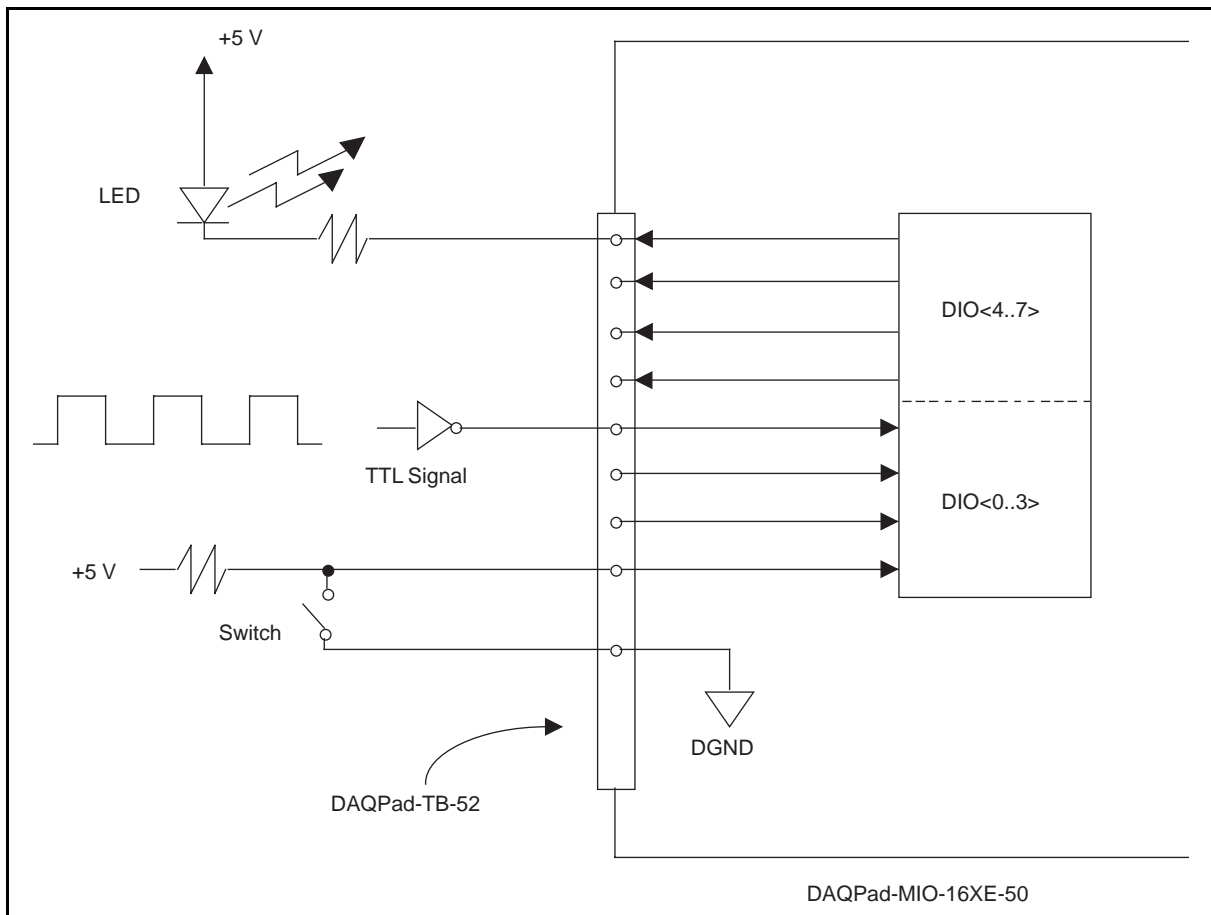 +5 V
LED
DIO<4..7>
TTL Signal
DIO<0..3>
+5 V
Switch
DGND
DAQPad-TB-52
DAQPad-MIO-16XE-50